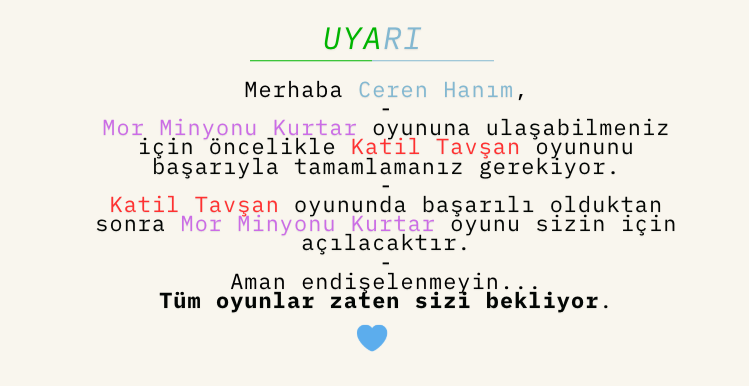 UYARI
Merhaba Ceren Hanım,
-
Mor Minyonu Kurtar oyununa ulaşabilmeniz
için öncelikle Katil Tavşan oyununu
başarıyla tamamlamanız gerekiyor.
-
Katil Tavşan oyununda başarılı olduktan
sonra Mor Minyonu Kurtar oyunu sizin için
açılacaktır.
-
Aman endişelenmeyin...
Tüm oyunlar zaten sizi bekliyor.